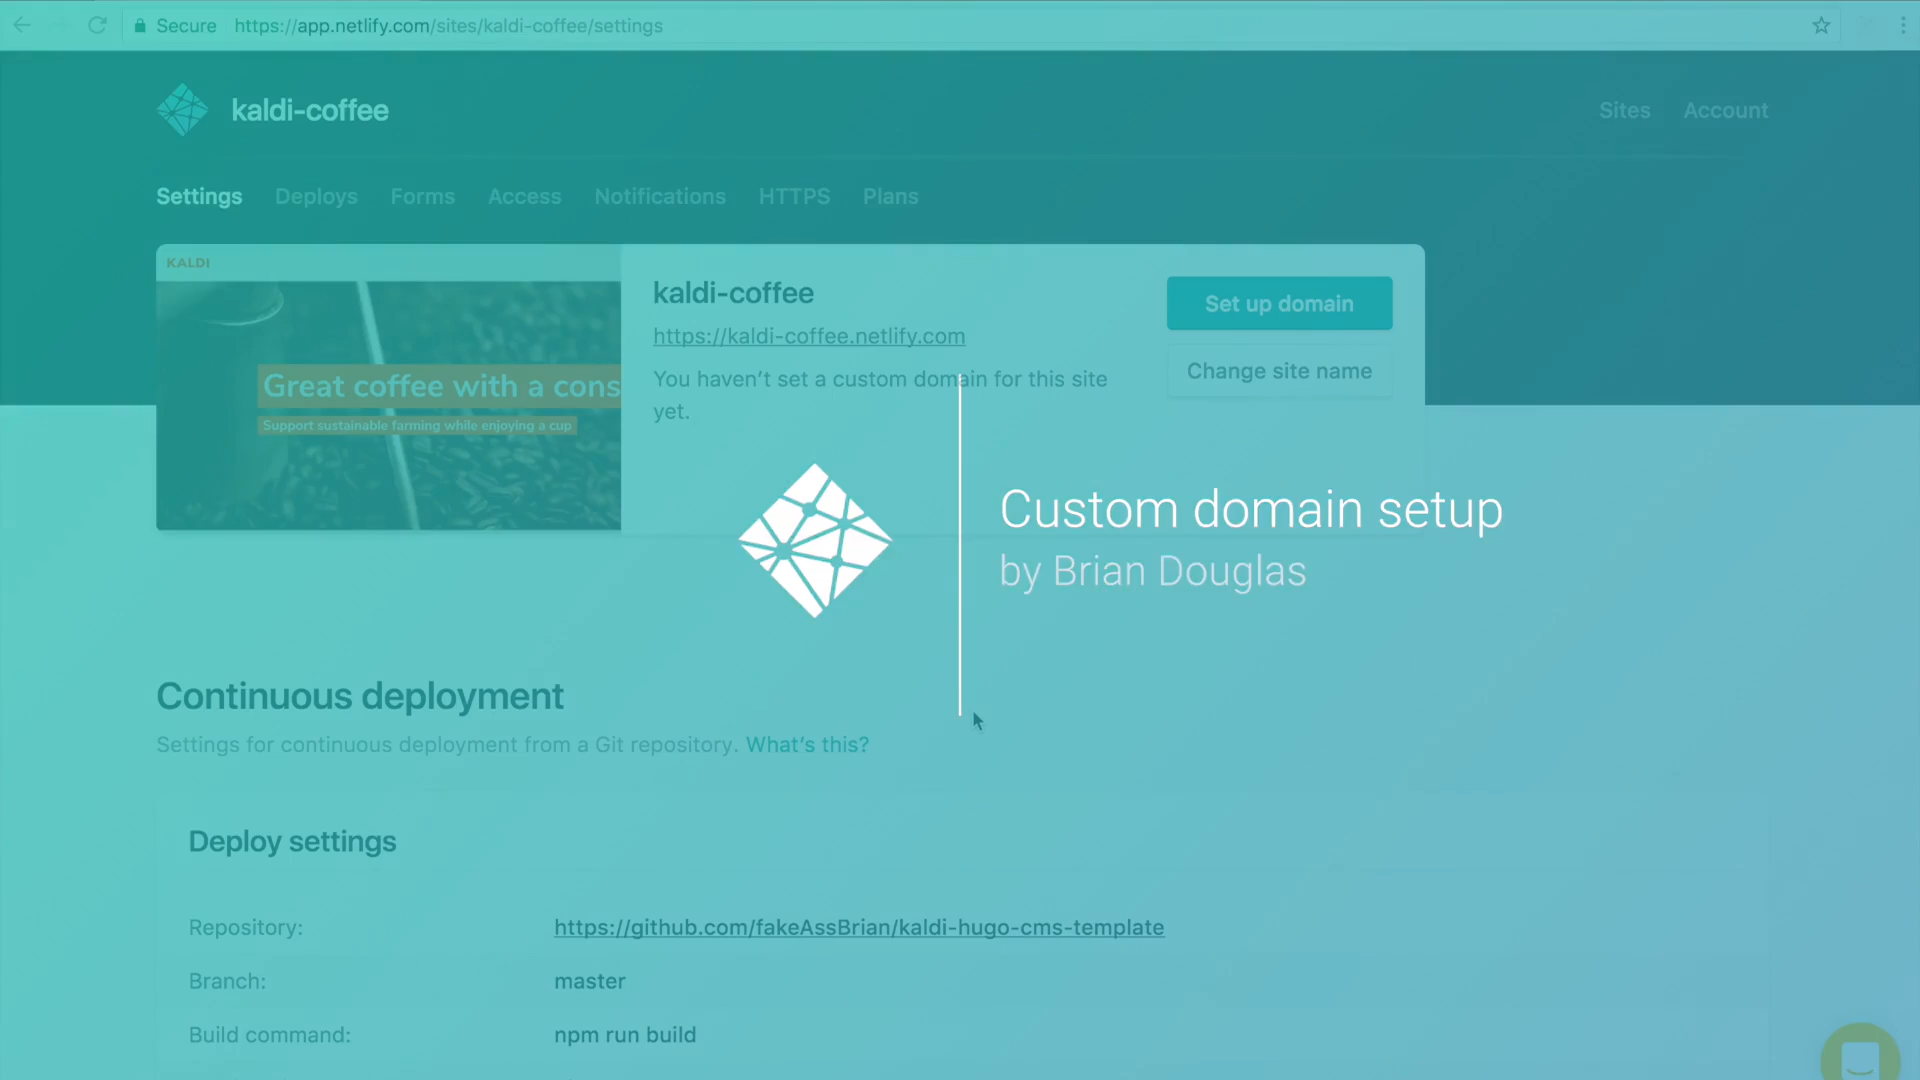 Secure https://app.netlify.com/sites/kaldi-coffee/settings
kaldi-coffee
Sites Account
Settings Deploys Forms Access Notifications HTTPS Plans
KALDI
Great coffee with a cons
Support sustainable farming while enjoying a cup
kaldi-coffee
https://kaldi-coffee.netlify.com
You haven’t set a custom domain for this site
yet.
Set up domain
Change site name
Custom domain setup
by Brian Douglas
Continuous deployment
Settings for continuous deployment from a Git repository. What’s this?
Deploy settings
Repository: https://github.com/fakeAssBrian/kaldi-hugo-cms-template
Branch: master
Build command: npm run build